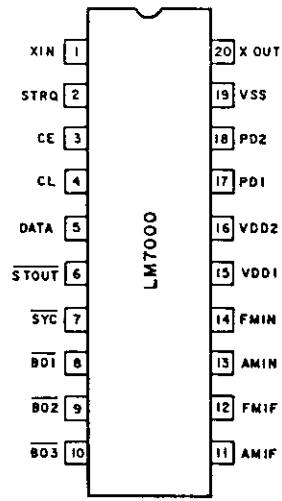 XIN 1 20 X OUT
STRQ 2 19 VSS
CE 3 18 PD2
CL 4 17 PD1
DATA 5 16 VDD2
STOUT 6 15 VDD1
SYC 7 14 FMIN
BO1 8 13 AMIN
BO2 9 12 FMIF
BO3 10 11 AMIF
LM7000